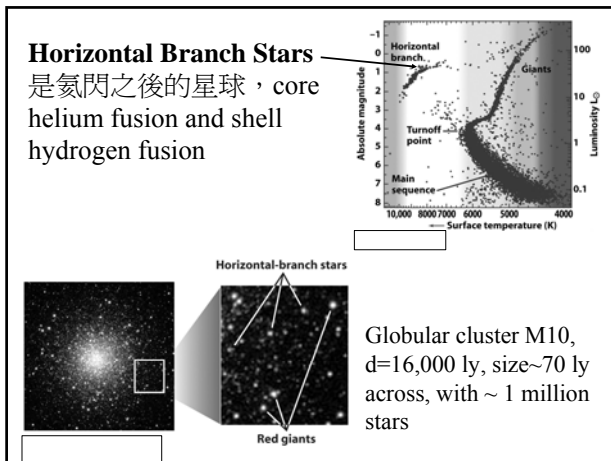 Horizontal Branch Stars
是氦閃之後的星球，core
helium fusion and shell
hydrogen fusion
Absolute magnitude
-1
0
1
2
3
4
5
6
7
8
Horizontal
branch
Giants
Turnoff
point
Main
sequence
100
10
1
0.1
Luminosity L⊙
10,000 8000 7000 6000 5000 4000
← Surface temperature (K)
Horizontal-branch stars
Red giants
Globular cluster M10,
d=16,000 ly, size~70 ly
across, with ~ 1 million
stars